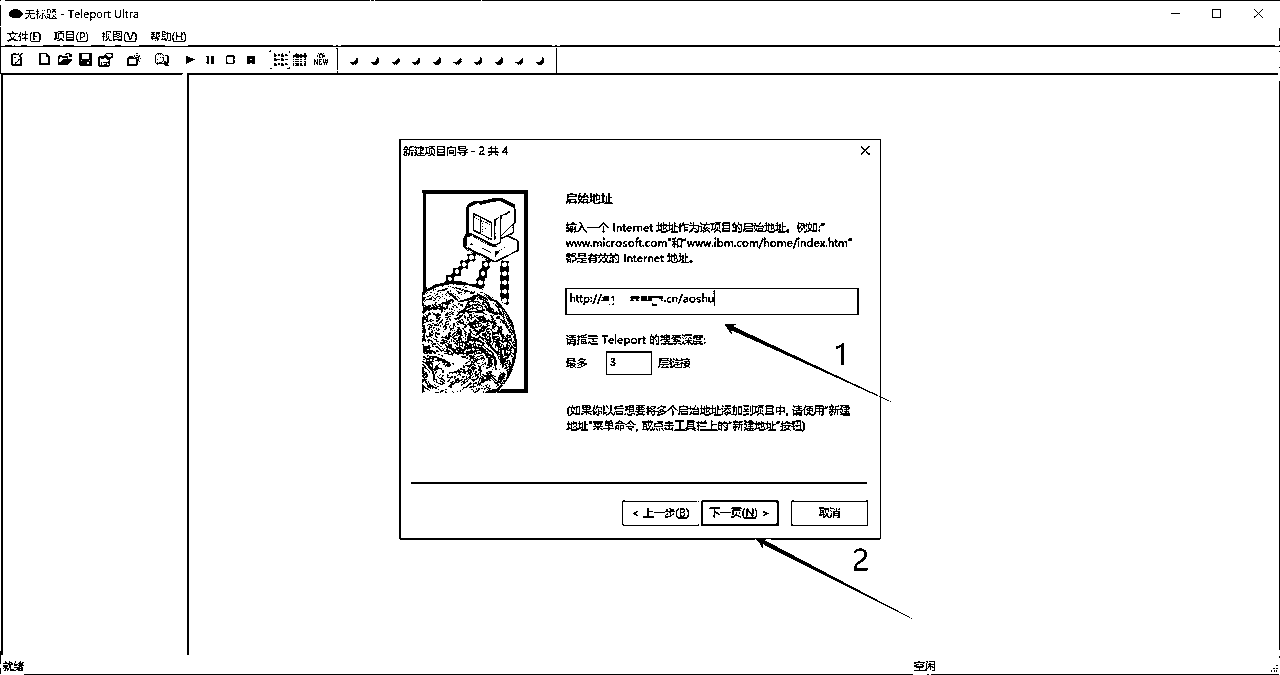 无标题 - Teleport Ultra
文件(F) 项目(P) 视图(V) 帮助(H)
NEW
新建项目向导 - 2 共 4
启始地址
输入一个 Internet 地址作为该项目的启始地址。例如:"
www.microsoft.com"和"www.ibm.com/home/index.htm"
都是有效的 Internet 地址。
http:// .cn/aoshu
1
请指定 Teleport 的搜索深度:
最多 3 层链接
(如果你以后想要将多个启始地址添加到项目中, 请使用"新建
地址"菜单命令, 或点击工具栏上的"新建地址"按钮)
< 上一步(B) 下一页(N) > 取消
2
就绪 空闲